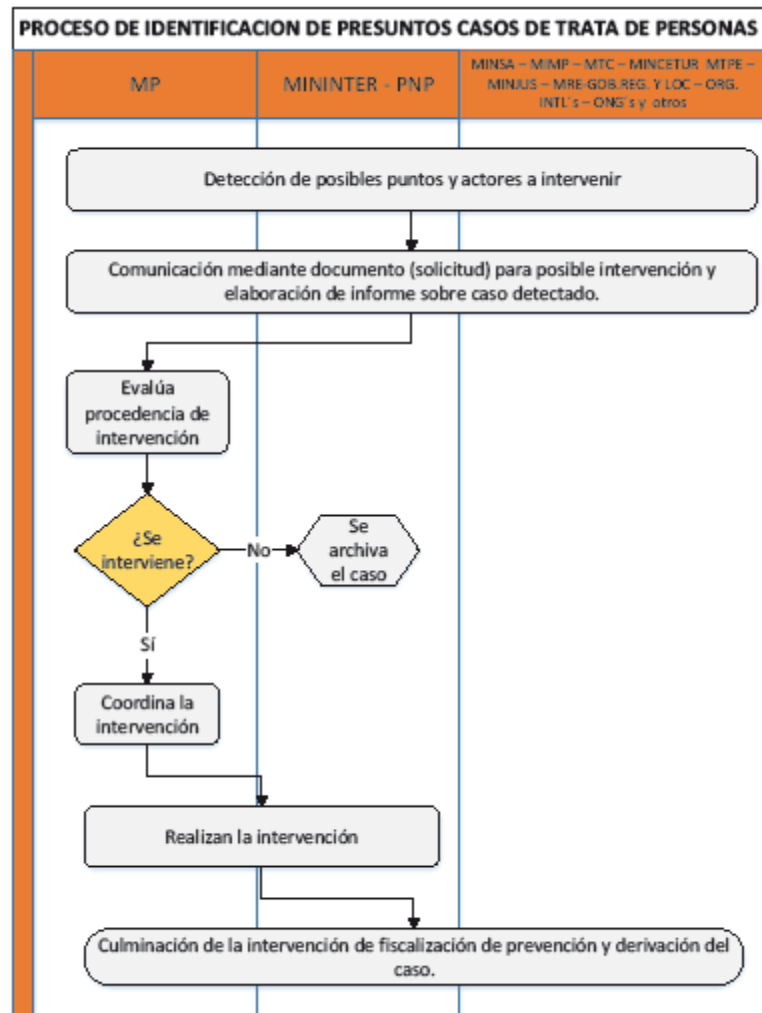 PROCESO DE IDENTIFICACION DE PRESUNTOS CASOS DE TRATA DE PERSONAS
MP
MININTER - PNP
MINSA – MIMP – MTC – MINCETUR MTPE –
MINJUS – MRE-GOB.REG. Y LOC – ORG.
INTL´s – ONG´s y otros
Detección de posibles puntos y actores a intervenir
Comunicación mediante documento (solicitud) para posible intervención y
elaboración de informe sobre caso detectado.
Evalúa
procedencia de
intervención
¿Se
interviene?
No
Se
archiva
el caso
Sí
Coordina la
intervención
Realizan la intervención
Culminación de la intervención de fiscalización de prevención y derivación del
caso.